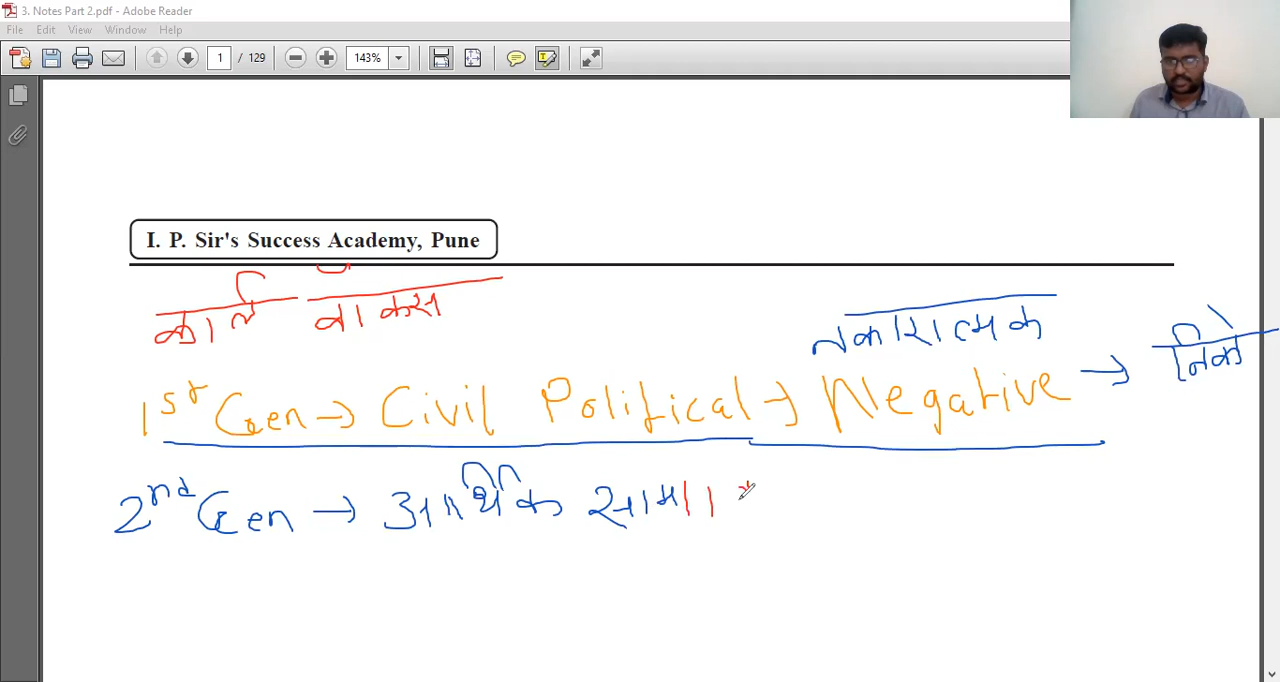 3. Notes Part 2.pdf - Adobe Reader
File Edit View Window Help
1 / 129 143%
I. P. Sir's Success Academy, Pune
नकारात्मक
1st Gen → Civil Political → Negative →
2nd Gen → आर्थिक सामा